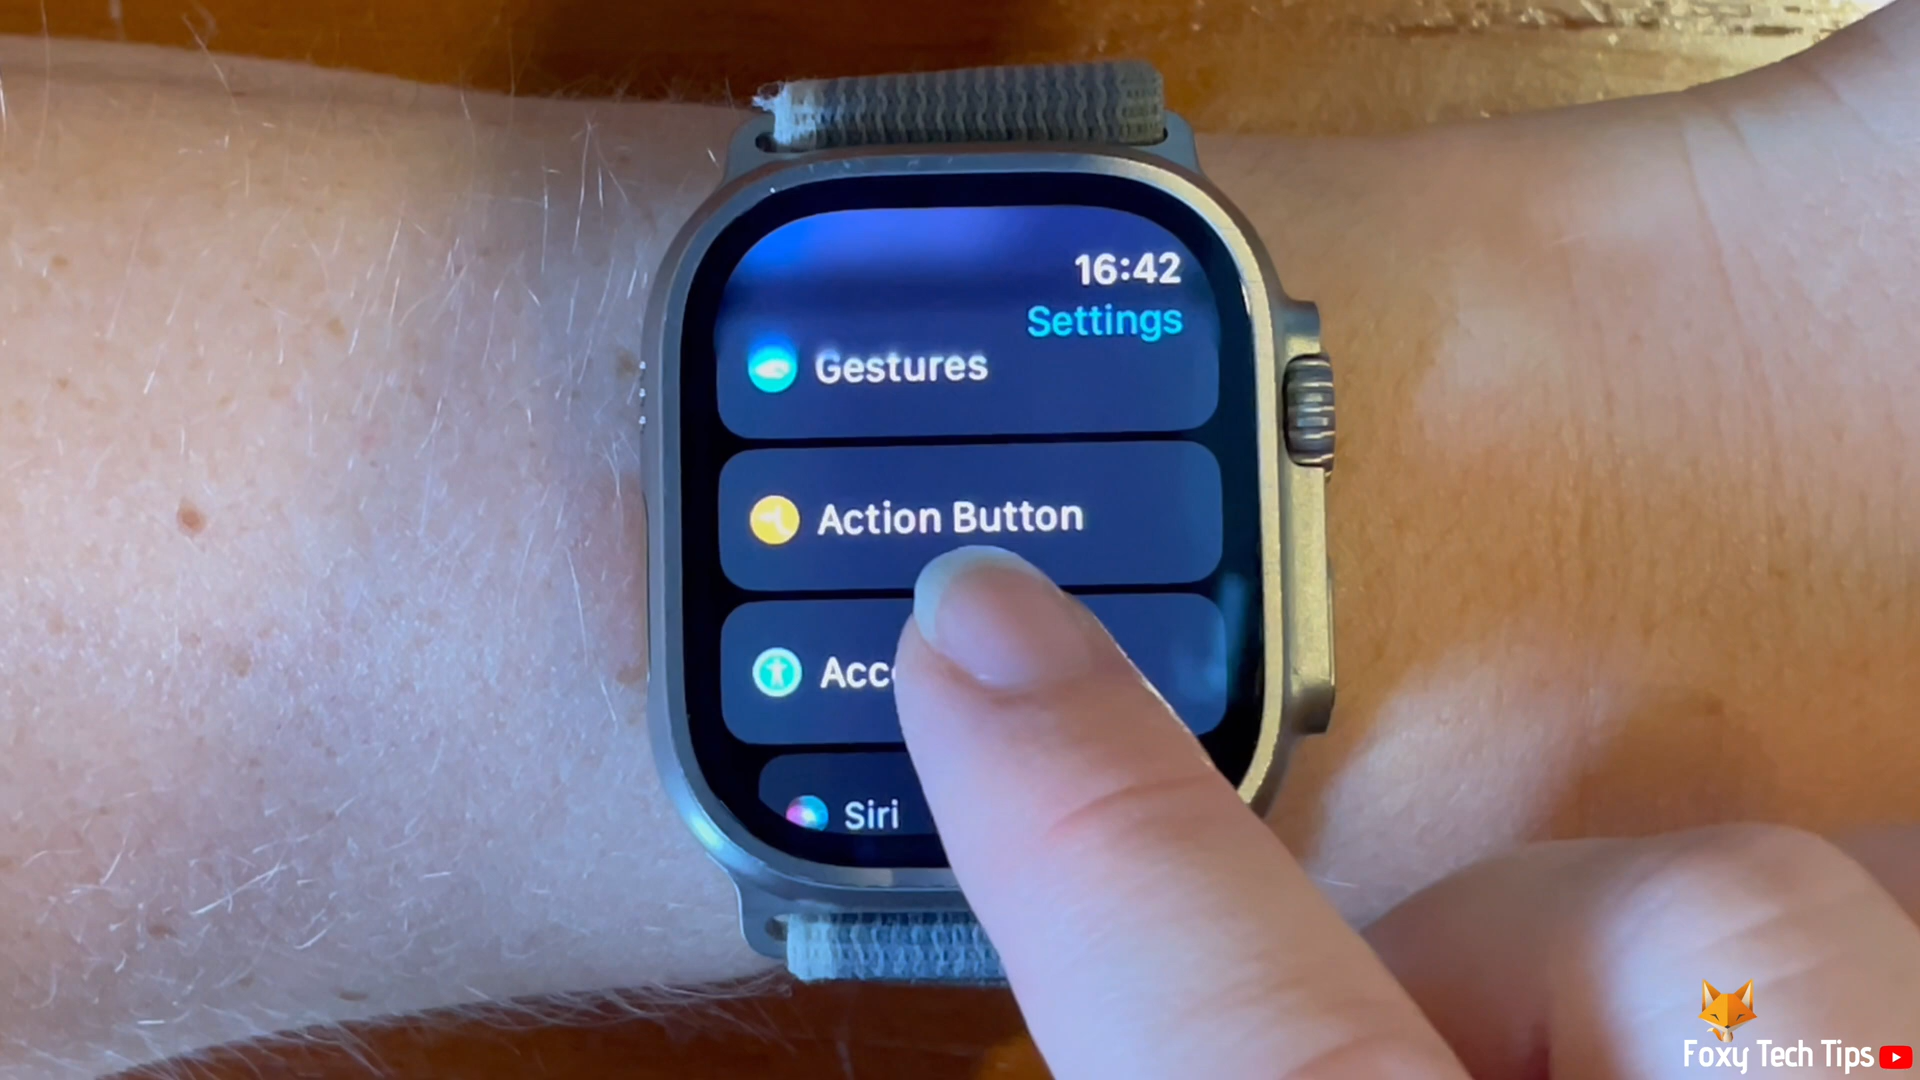 16:42
Settings
Gestures
Action Button
Acc
Siri
Foxy Tech Tips